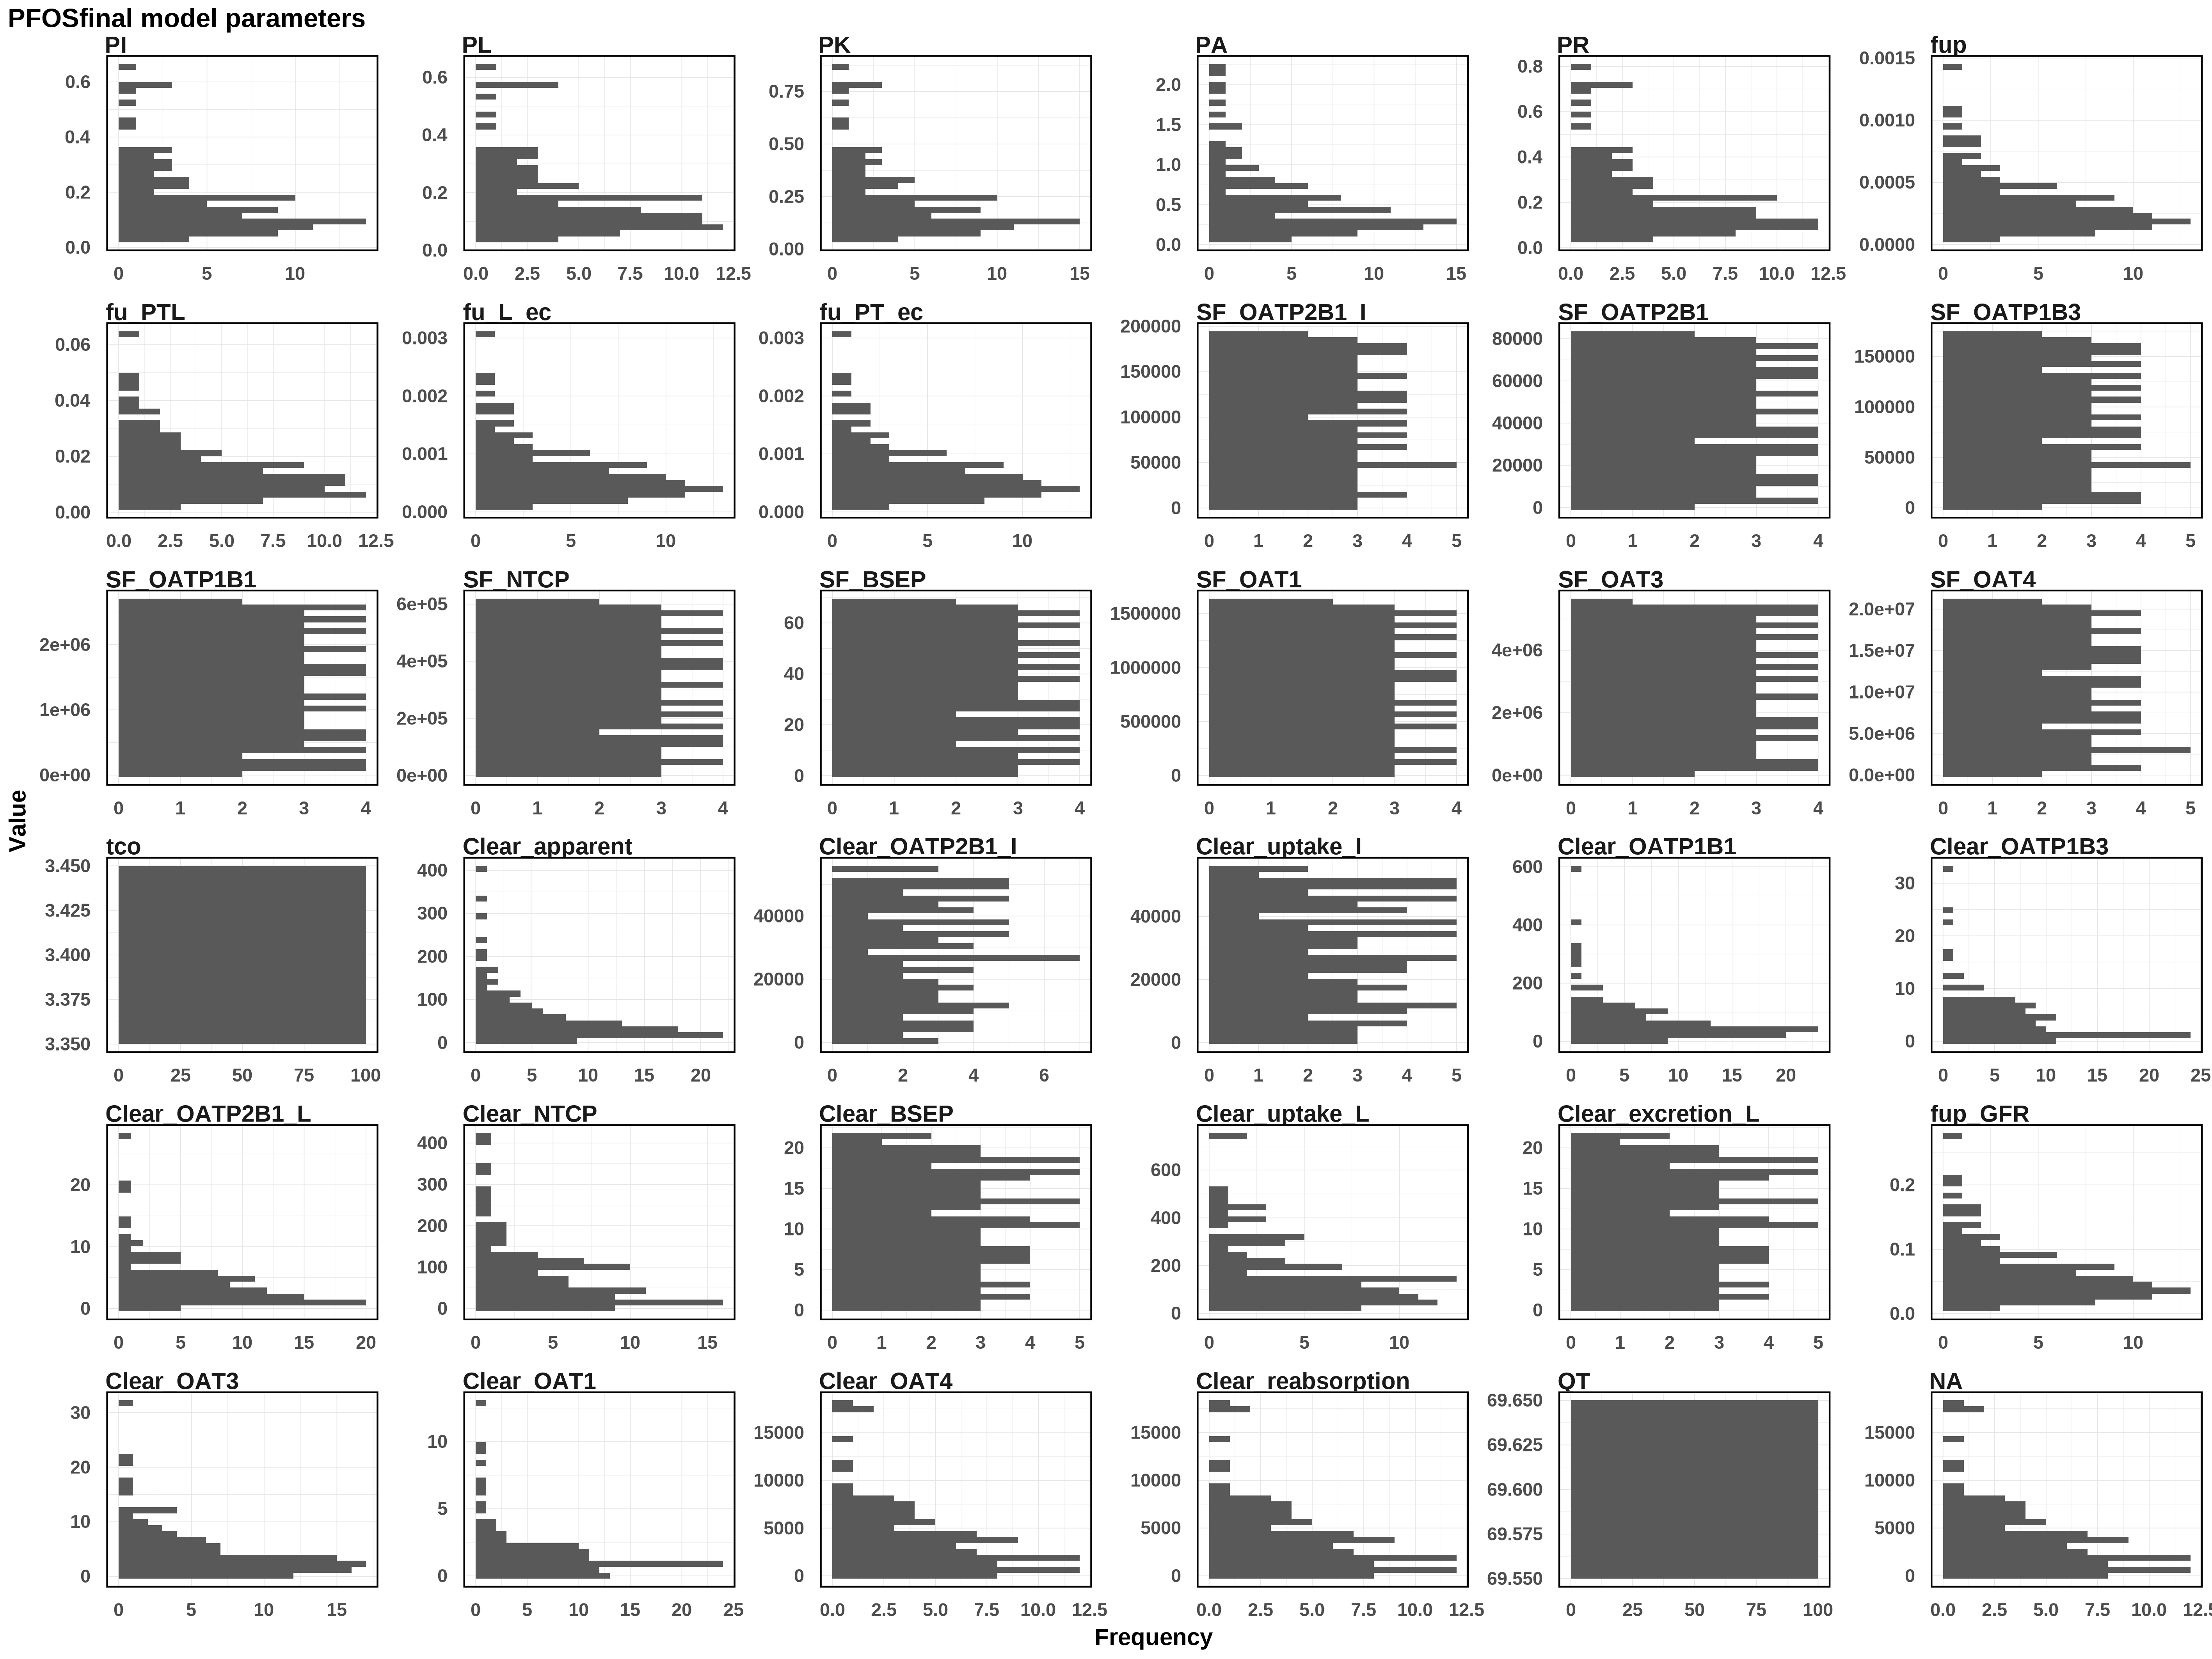 PFOSfinal model parameters
PI PL PK PA PR fup
0.6 0.4 0.2 0.0
0 5 10
0.6 0.4 0.2 0.0
0.0 2.5 5.0 7.5 10.0 12.5
0.75 0.50 0.25 0.00
0 5 10 15
2.0 1.5 1.0 0.5 0.0
0 5 10 15
0.8 0.6 0.4 0.2 0.0
0.0 2.5 5.0 7.5 10.0 12.5
0.0015 0.0010 0.0005 0.0000
0 5 10
fu_PTL fu_L_ec fu_PT_ec SF_OATP2B1_I SF_OATP2B1 SF_OATP1B3
0.06 0.04 0.02 0.00
0.0 2.5 5.0 7.5 10.0 12.5
0.003 0.002 0.001 0.000
0 5 10
0.003 0.002 0.001 0.000
0 5 10
200000 150000 100000 50000 0
0 1 2 3 4 5
80000 60000 40000 20000 0
0 1 2 3 4
150000 100000 50000 0
0 1 2 3 4 5
SF_OATP1B1 SF_NTCP SF_BSEP SF_OAT1 SF_OAT3 SF_OAT4
2e+06 1e+06 0e+00
0 1 2 3 4
6e+05 4e+05 2e+05 0e+00
0 1 2 3 4
60 40 20 0
0 1 2 3 4
1500000 1000000 500000 0
0 1 2 3 4
4e+06 2e+06 0e+00
0 1 2 3 4
2.0e+07 1.5e+07 1.0e+07 5.0e+06 0.0e+00
0 1 2 3 4 5
Value
tco Clear_apparent Clear_OATP2B1_I Clear_uptake_I Clear_OATP1B1 Clear_OATP1B3
3.450 3.425 3.400 3.375 3.350
0 25 50 75 100
400 300 200 100 0
0 5 10 15 20
40000 20000 0
0 2 4 6
40000 20000 0
0 1 2 3 4 5
600 400 200 0
0 5 10 15 20
30 20 10 0
0 5 10 15 20 25
Clear_OATP2B1_L Clear_NTCP Clear_BSEP Clear_uptake_L Clear_excretion_L fup_GFR
20 10 0
0 5 10 15 20
400 300 200 100 0
0 5 10 15
20 15 10 5 0
0 1 2 3 4 5
600 400 200 0
0 5 10
20 15 10 5 0
0 1 2 3 4 5
0.2 0.1 0.0
0 5 10
Clear_OAT3 Clear_OAT1 Clear_OAT4 Clear_reabsorption QT NA
30 20 10 0
0 5 10 15
10 5 0
0 5 10 15 20 25
15000 10000 5000 0
0.0 2.5 5.0 7.5 10.0 12.5
15000 10000 5000 0
0.0 2.5 5.0 7.5 10.0 12.5
69.650 69.625 69.600 69.575 69.550
0 25 50 75 100
15000 10000 5000 0
0.0 2.5 5.0 7.5 10.0 12.5
Frequency